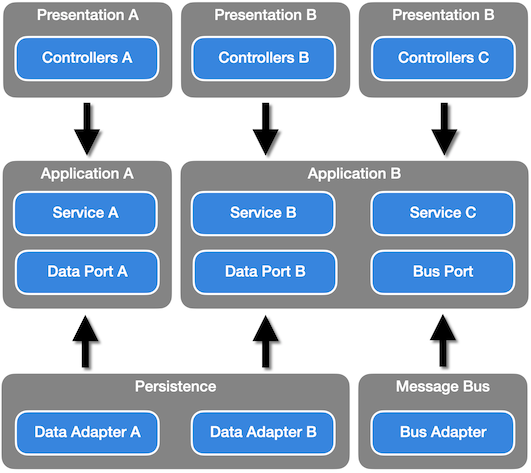 Presentation A
Presentation B
Presentation B
Controllers A
Controllers B
Controllers C
Application A
Application B
Service A
Service B
Service C
Data Port A
Data Port B
Bus Port
Persistence
Message Bus
Data Adapter A
Data Adapter B
Bus Adapter